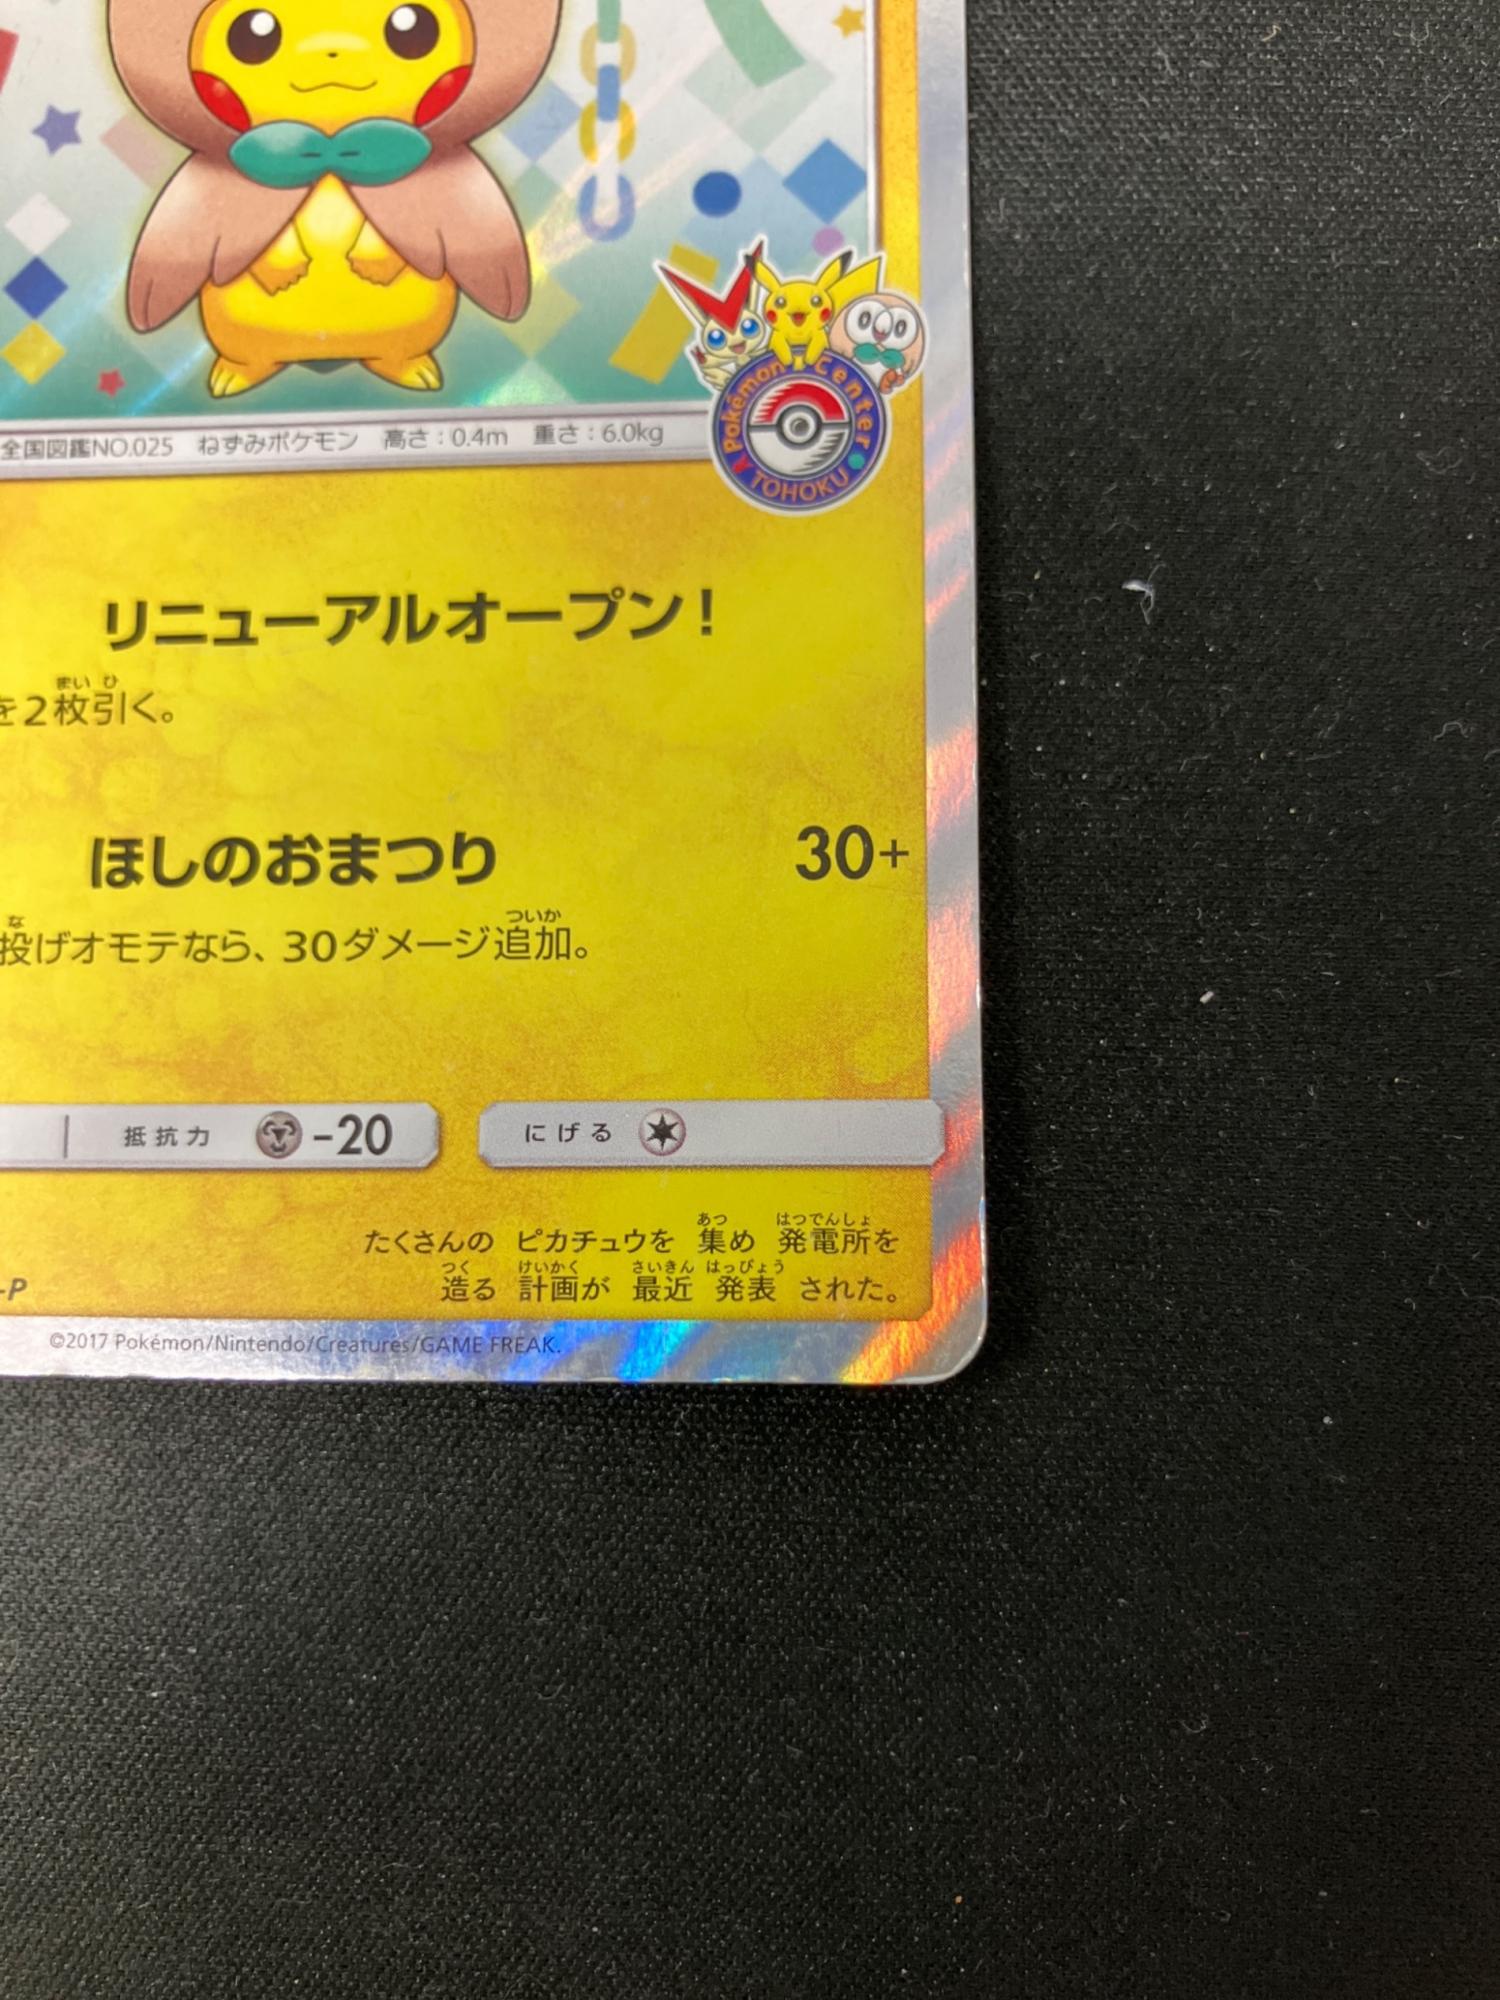 全国図鑑NO.025 ねずみポケモン 高さ:0.4m 重さ:6.0kg
Pokémon Center
TOHOKU
リニューアルオープン!
まい ひ
を2枚引く。
ほしのおまつり 30+
な ついか
投げオモテなら、30ダメージ追加。
抵抗力 -20 にげる
あつ はつでんしょ
たくさんの ピカチュウを 集め 発電所を
つく けいかく さいきん はっぴょう
造る 計画が 最近 発表 された。
-P
©2017 Pokémon/Nintendo/Creatures/GAME FREAK.